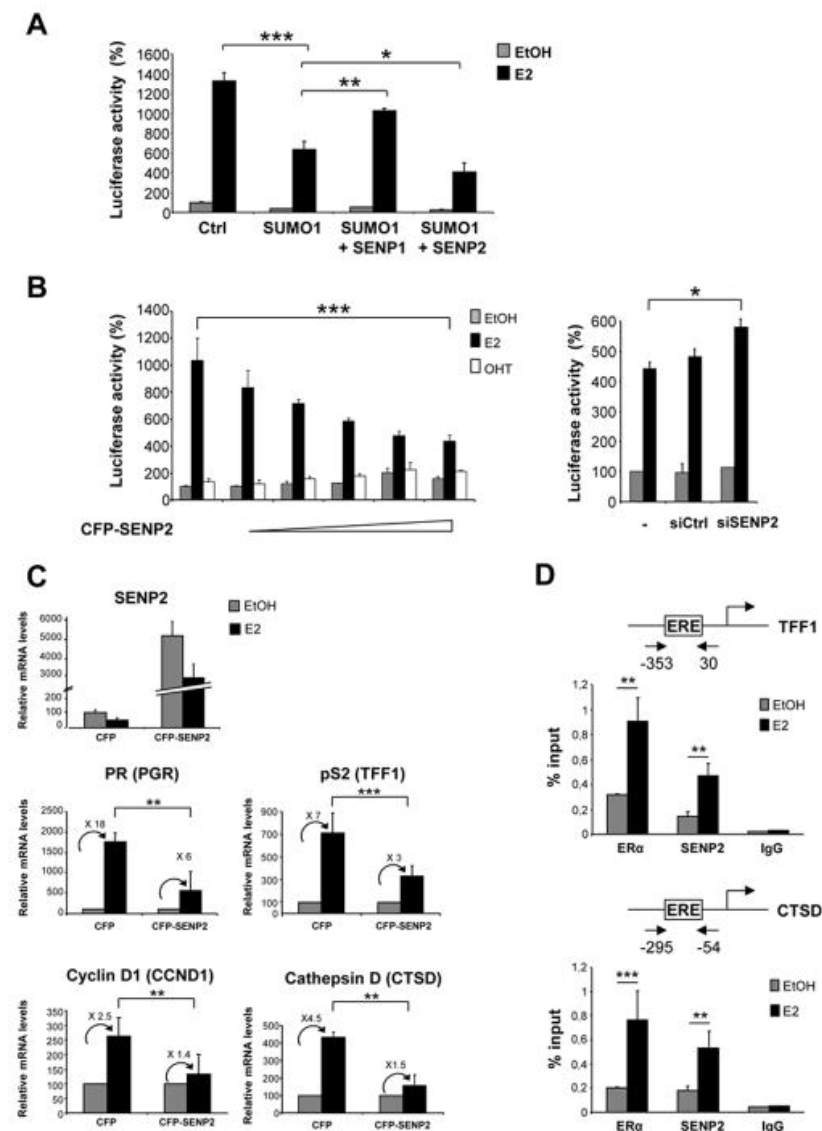 A
Luciferase activity (%)
1600
1400
1200
1000
800
600
400
200
0
***
*
**
EtOH
E2
Ctrl
SUMO1
SUMO1
+ SENP1
SUMO1
+ SENP2
B
Luciferase activity (%)
1400
1200
1000
800
600
400
200
0
***
EtOH
E2
OHT
CFP-SENP2
Luciferase activity (%)
600
500
400
300
200
100
0
*
-
siCtrl
siSENP2
C
SENP2
EtOH
E2
Relative mRNA levels
6000
5000
4000
3000
200
100
0
CFP
CFP-SENP2
PR (PGR)
Relative mRNA levels
2500
2000
1500
1000
500
0
X 18
**
X 6
CFP
CFP-SENP2
pS2 (TFF1)
Relative mRNA levels
900
700
500
300
100
X 7
***
X 3
CFP
CFP-SENP2
Cyclin D1 (CCND1)
Relative mRNA levels
350
300
250
200
150
100
50
0
X 2.5
**
X 1.4
CFP
CFP-SENP2
Cathepsin D (CTSD)
Relative mRNA levels
500
400
300
200
100
0
X4.5
**
X1.5
CFP
CFP-SENP2
D
ERE
TFF1
-353
30
% input
1,2
1
0,8
0,6
0,4
0,2
0
**
**
EtOH
E2
ERα
SENP2
IgG
ERE
CTSD
-295
-54
% input
1,2
1
0,8
0,6
0,4
0,2
0
***
**
EtOH
E2
ERα
SENP2
IgG